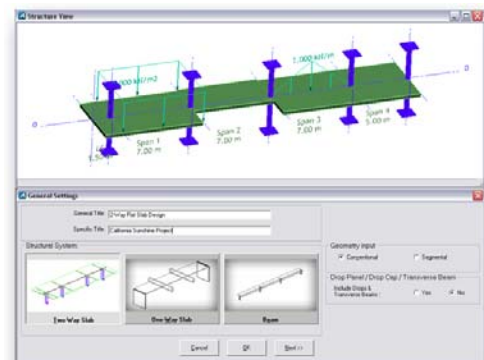 Structure View
.000 kN/m2
1.000 kN/m
Span 1
7.00 m
Span 2
7.00 m
Span 3
7.00 m
Span 4
5.00 m
General Settings
General Title: 2-Way Flat Slab Design
Specific Title: California Sunshine Project
Structural System:
Two-Way Slab
One-Way Slab
Beam
Geometry Input
Conventional
Segmental
Drop Panel / Drop Cap / Transverse Beam
Include Drops &
Transverse Beams :
Yes
No
Cancel
OK
Next >>